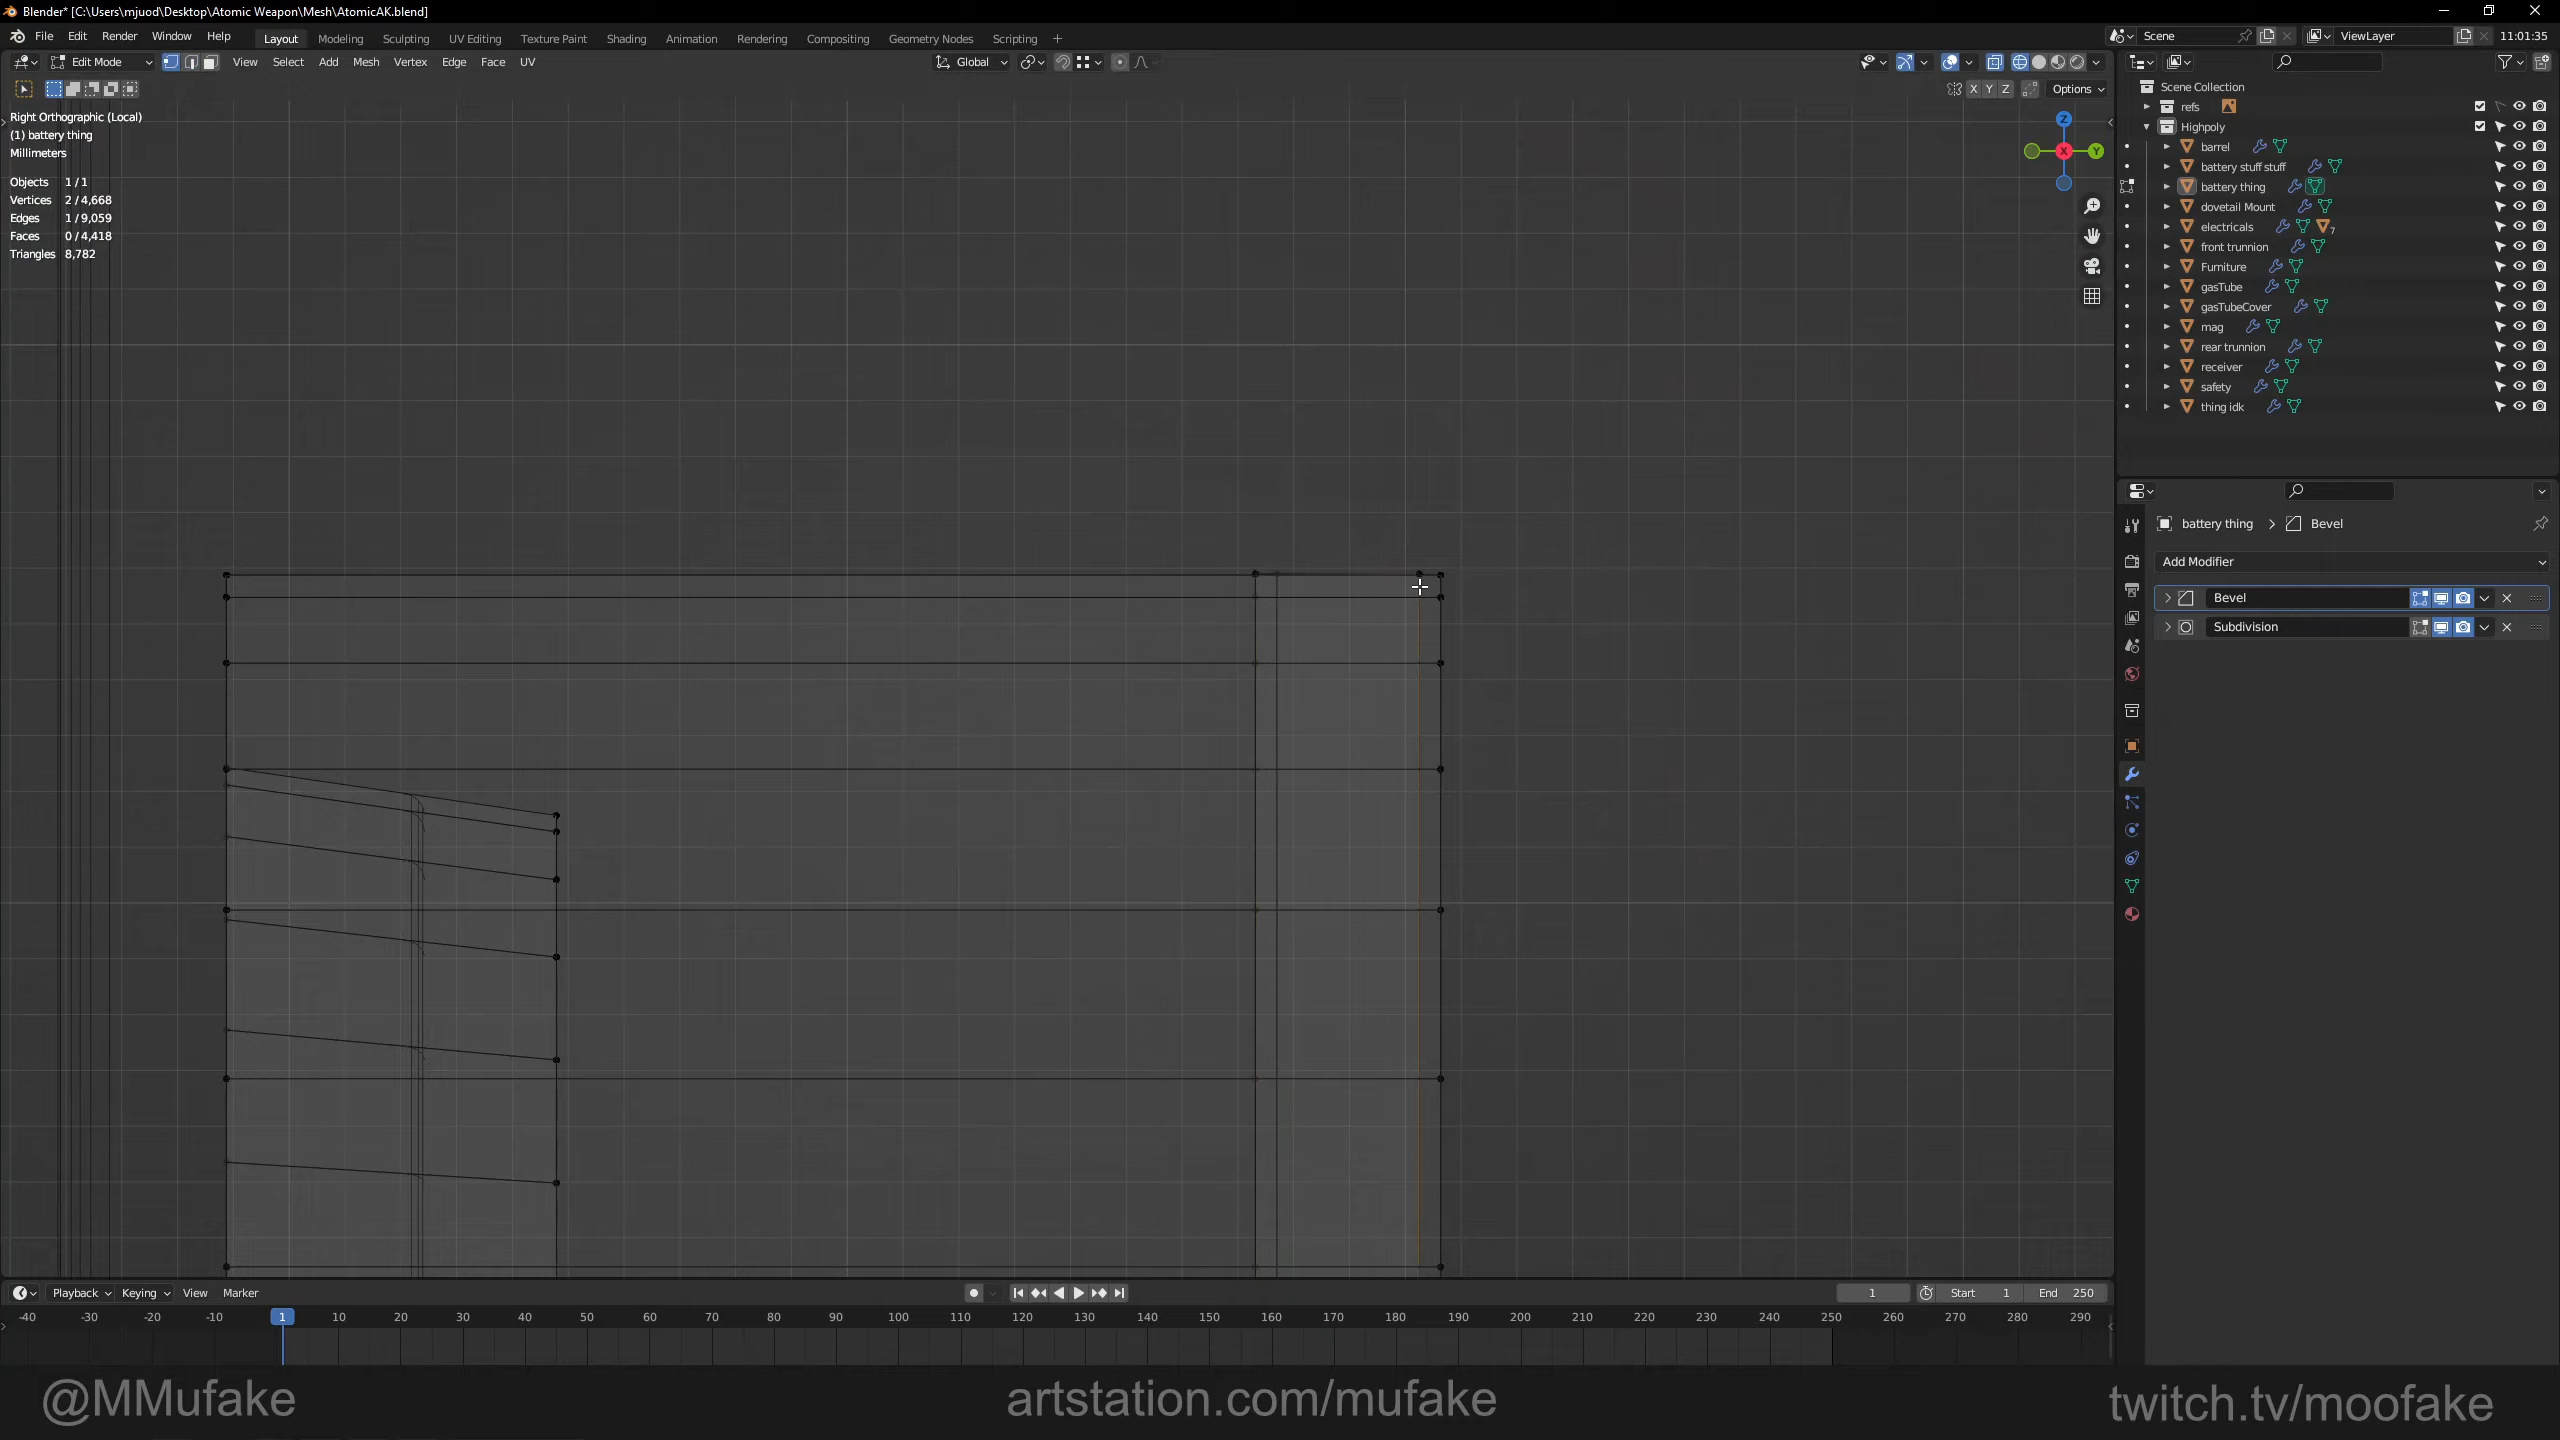 Blender* [C:\Users\mjuod\Desktop\Atomic Weapon\Mesh\AtomicAK.blend]
File Edit Render Window Help Layout Modeling Sculpting UV Editing Texture Paint Shading Animation Rendering Compositing Geometry Nodes Scripting + Scene ViewLayer 11:01:35
Edit Mode View Select Add Mesh Vertex Edge Face UV Global
X Y Z Options
Right Orthographic (Local)
(1) battery thing
Millimeters
Objects 1 / 1
Vertices 2 / 4,668
Edges 1 / 9,059
Faces 0 / 4,418
Triangles 8,782
Z
X Y
Scene Collection
refs
Highpoly
barrel
battery stuff stuff
battery thing
dovetail Mount
electricals 7
front trunnion
Furniture
gasTube
gasTubeCover
mag
rear trunnion
receiver
safety
thing idk
battery thing > Bevel
Add Modifier
Bevel
Subdivision
Playback Keying View Marker 1 Start 1 End 250
-40 -30 -20 -10 1 10 20 30 40 50 60 70 80 90 100 110 120 130 140 150 160 170 180 190 200 210 220 230 240 250 260 270 280 290
@MMufake artstation.com/mufake twitch.tv/moofake